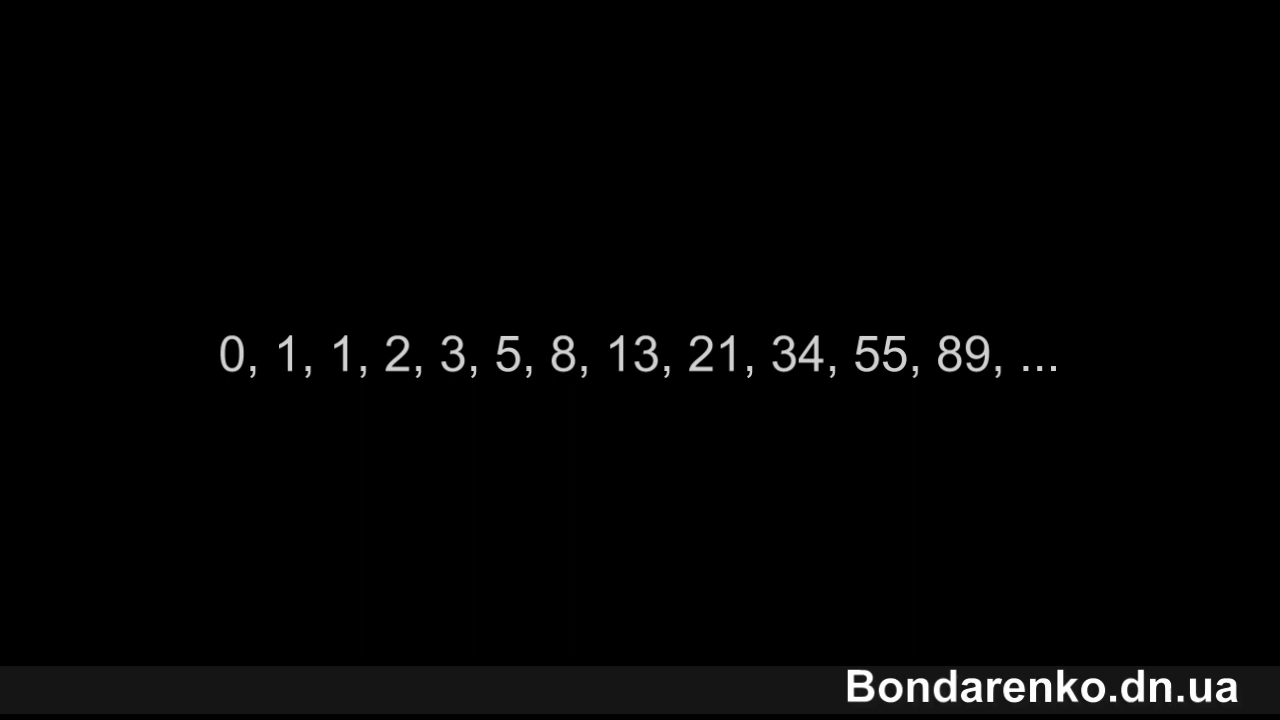 0, 1, 1, 2, 3, 5, 8, 13, 21, 34, 55, 89, ...
Bondarenko.dn.ua